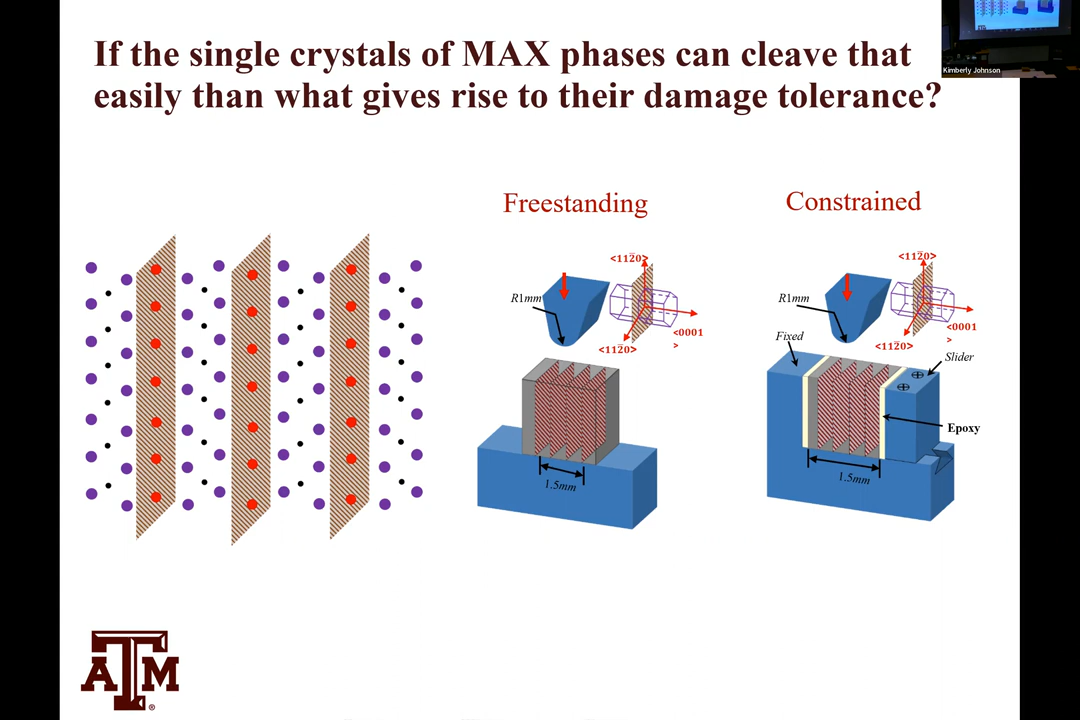 If the single crystals of MAX phases can cleave that
easily than what gives rise to their damage tolerance?
Kimberly Johnson
Freestanding
Constrained
<112̄0>
R1mm
<0001
>
<112̄0>
1.5mm
<112̄0>
R1mm
Fixed
<0001
>
<112̄0>
Slider
Epoxy
1.5mm
ATM
®